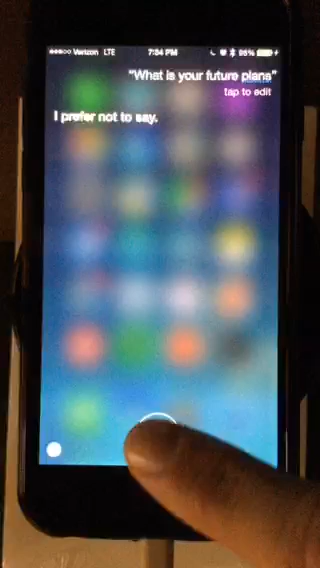 Verizon LTE 7:34 PM 95%
"What is your future plans"
tap to edit
I prefer not to say.